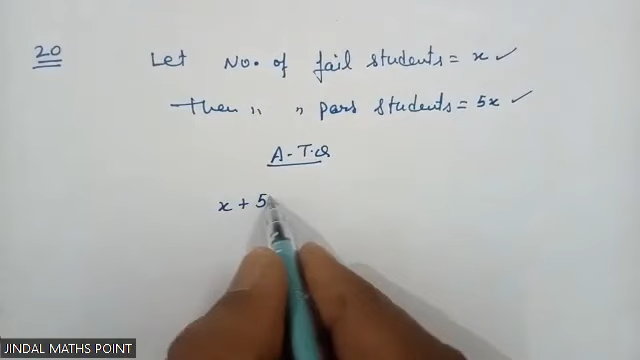 20
Let No. of fail students = x ✓
Then ,, ,, pass students = 5x ✓
A-T.Q
x + 5
JINDAL MATHS POINT